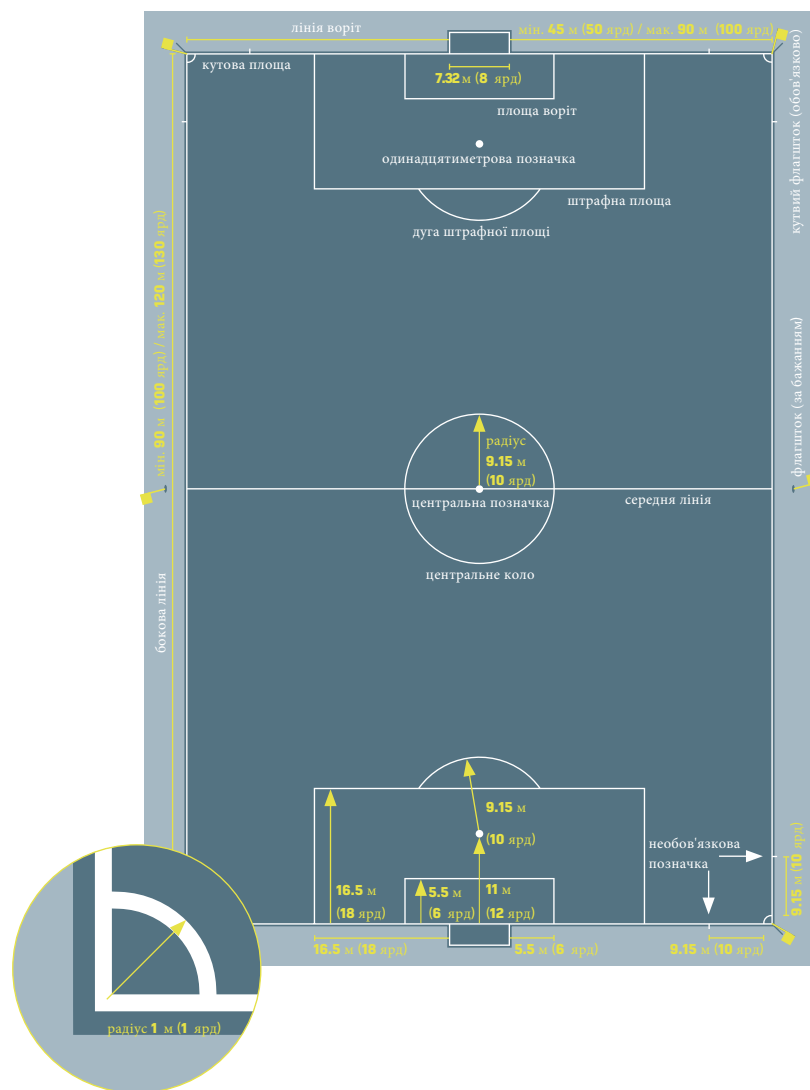 лінія воріт
мін. 45 м (50 ярд) / мак. 90 м (100 ярд)
кутова площа
7.32 м (8 ярд)
площа воріт
одинадцятиметрова позначка
штрафна площа
дуга штрафної площі
кутвий флагшток (обов'язково)
мін. 90 м (100 ярд) / мак. 120 м (130 ярд)
флагшток (за бажанням)
радіус
9.15 м
(10 ярд)
центральна позначка
середня лінія
центральне коло
бокова лінія
9.15 м
(10 ярд)
необов'язкова
позначка
9.15 м (10 ярд)
16.5 м
(18 ярд)
5.5 м
(6 ярд)
11 м
(12 ярд)
16.5 м (18 ярд)
5.5 м (6 ярд)
9.15 м (10 ярд)
радіус 1 м (1 ярд)